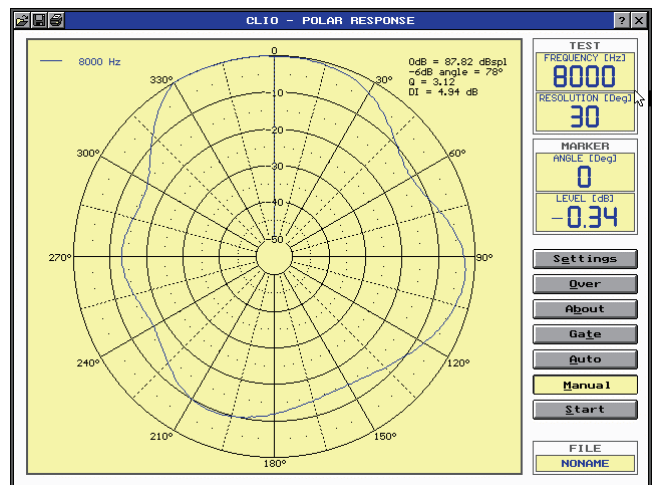 CLIO - POLAR RESPONSE
? X
8000 Hz
0dB = 87.82 dBspl
-6dB angle = 78°
Q = 3.12
DI = 4.94 dB
0
30°
60°
90°
120°
150°
180°
210°
240°
270°
300°
330°
-10
-20
-30
-40
-50
TEST
FREQUENCY [Hz]
8000
RESOLUTION [Deg]
30
MARKER
ANGLE [Deg]
0
LEVEL [dB]
-0.34
Settings
Over
About
Gate
Auto
Manual
Start
FILE
NONAME